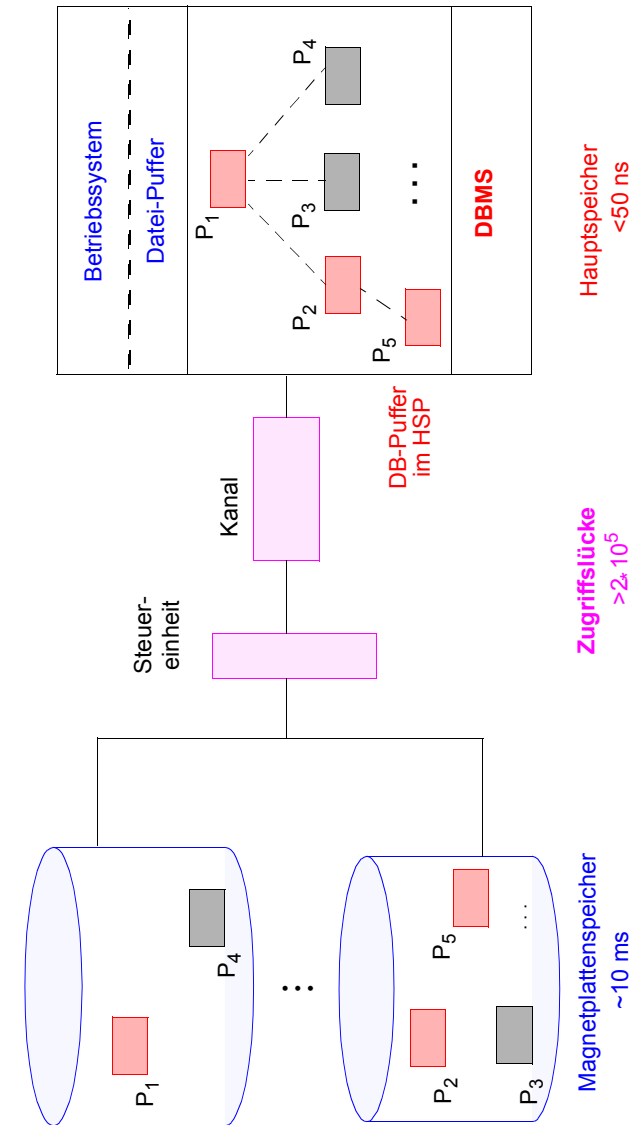 Betriebssystem
Datei-Puffer
P1
P2
P3
P4
P5
...
DBMS
DB-Puffer
im HSP
Kanal
Steuer-
einheit
P1
P4
...
P2
P5
P3
...
Magnetplattenspeicher
~10 ms
Zugriffslücke
>2*10^5
Hauptspeicher
<50 ns